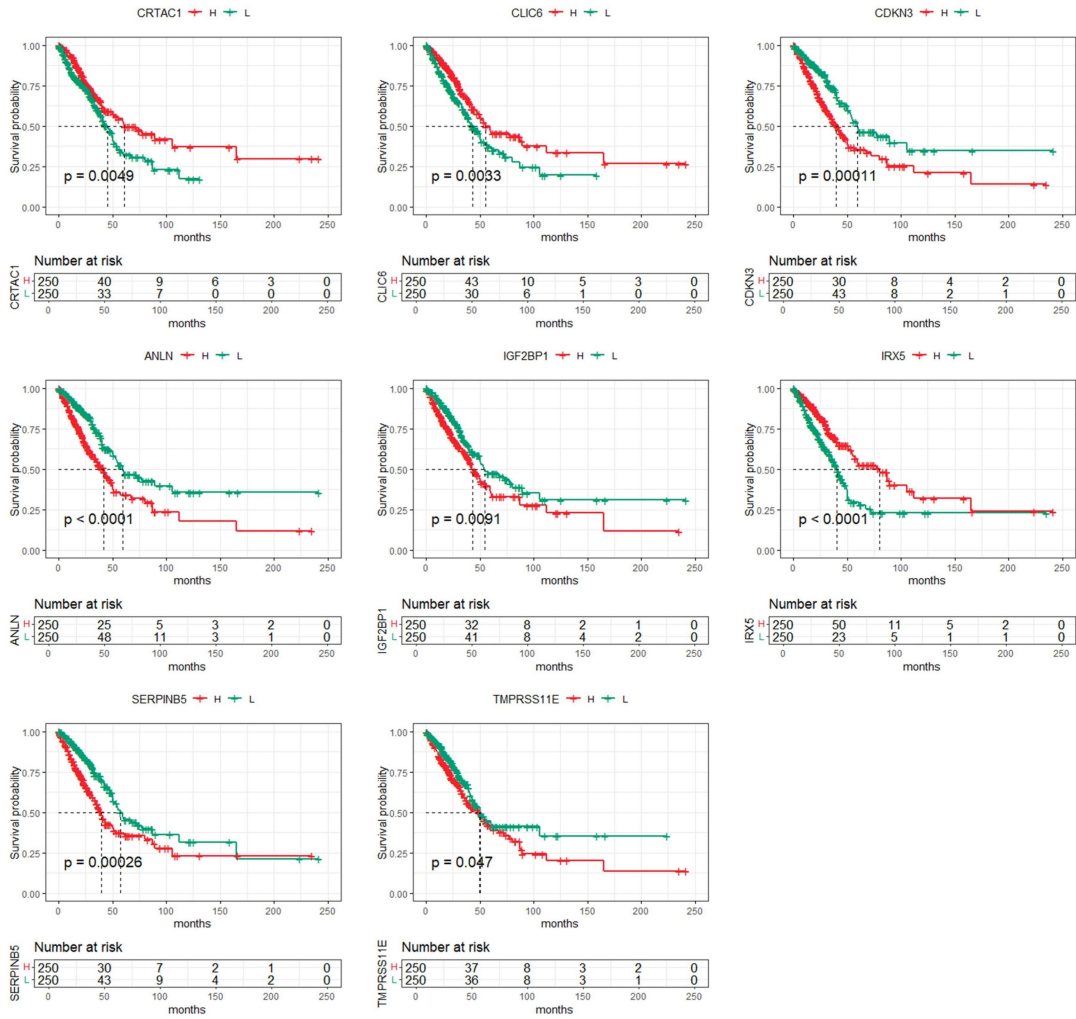 CRTAC1 H L
1.00
0.75
0.50
0.25
0.00
Survival probability
p = 0.0049
0 50 100 150 200 250
months
Number at risk
CRTAC1
H 250 40 9 6 3 0
L 250 33 7 0 0 0
0 50 100 150 200 250
months
CLIC6 H L
1.00
0.75
0.50
0.25
0.00
Survival probability
p = 0.0033
0 50 100 150 200 250
months
Number at risk
CLIC6
H 250 43 10 5 3 0
L 250 30 6 1 0 0
0 50 100 150 200 250
months
CDKN3 H L
1.00
0.75
0.50
0.25
0.00
Survival probability
p = 0.00011
0 50 100 150 200 250
months
Number at risk
CDKN3
H 250 30 8 4 2 0
L 250 43 8 2 1 0
0 50 100 150 200 250
months
ANLN H L
1.00
0.75
0.50
0.25
0.00
Survival probability
p < 0.0001
0 50 100 150 200 250
months
Number at risk
ANLN
H 250 25 5 3 2 0
L 250 48 11 3 1 0
0 50 100 150 200 250
months
IGF2BP1 H L
1.00
0.75
0.50
0.25
0.00
Survival probability
p = 0.0091
0 50 100 150 200 250
months
Number at risk
IGF2BP1
H 250 32 8 2 1 0
L 250 41 8 4 2 0
0 50 100 150 200 250
months
IRX5 H L
1.00
0.75
0.50
0.25
0.00
Survival probability
p < 0.0001
0 50 100 150 200 250
months
Number at risk
IRX5
H 250 50 11 5 2 0
L 250 23 5 1 1 0
0 50 100 150 200 250
months
SERPINB5 H L
1.00
0.75
0.50
0.25
0.00
Survival probability
p = 0.00026
0 50 100 150 200 250
months
Number at risk
SERPINB5
H 250 30 7 2 1 0
L 250 43 9 4 2 0
0 50 100 150 200 250
months
TMPRSS11E H L
1.00
0.75
0.50
0.25
0.00
Survival probability
p = 0.047
0 50 100 150 200 250
months
Number at risk
TMPRSS11E
H 250 37 8 3 2 0
L 250 36 8 3 1 0
0 50 100 150 200 250
months